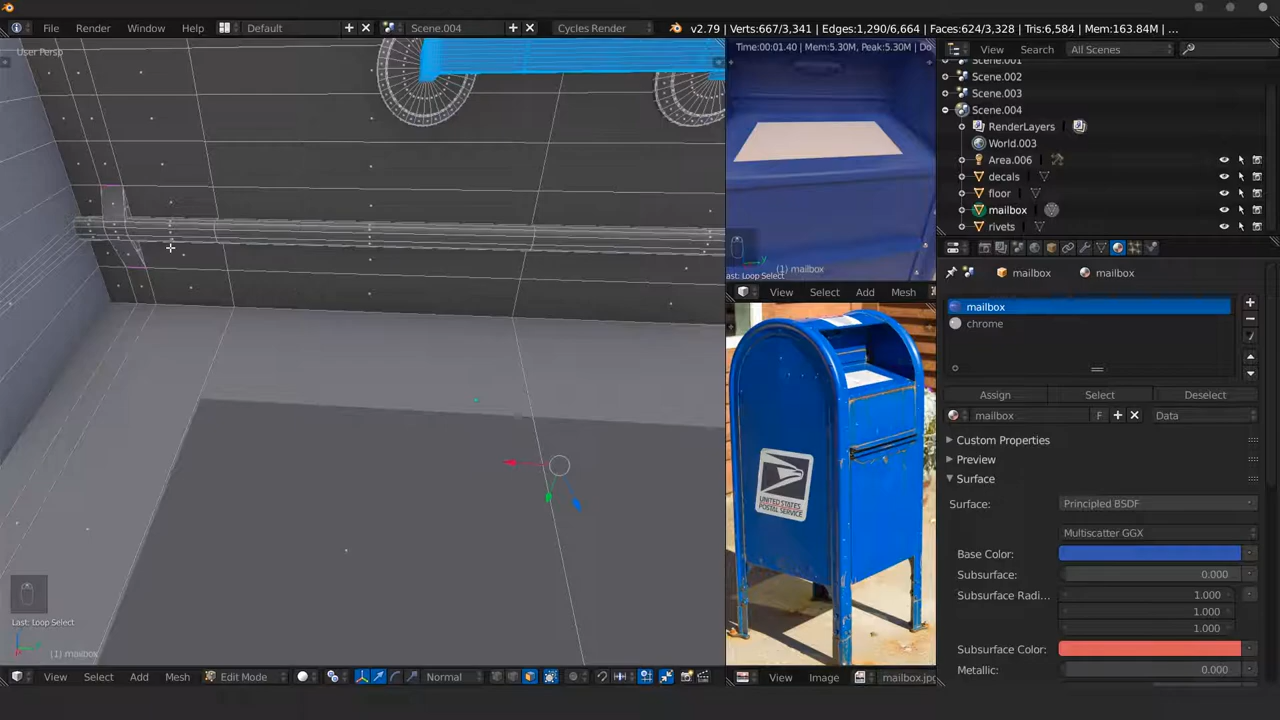 File Render Window Help Default Scene.004 Cycles Render v2.79 | Verts:667/3,341 | Edges:1,290/6,664 | Faces:624/3,328 | Tris:6,584 | Mem:163.84M | ...
User Persp
Time:00:01.40 | Mem:5.30M, Peak:5.30M | Do
View Search All Scenes
Scene.001
Scene.002
Scene.003
Scene.004
RenderLayers
World.003
Area.006
decals
floor
mailbox
rivets
Last: Loop Select
(1) mailbox
View Select Add Mesh
mailbox mailbox
mailbox
chrome
Assign Select Deselect
mailbox F Data
Custom Properties
Preview
Surface
Surface: Principled BSDF
Multiscatter GGX
Base Color:
Subsurface: 0.000
Subsurface Radi... 1.000
1.000
1.000
Subsurface Color:
Metallic: 0.000
UNITED STATES
POSTAL SERVICE
Last: Loop Select
(1) mailbox
View Select Add Mesh Edit Mode Normal
View Image mailbox.jpg